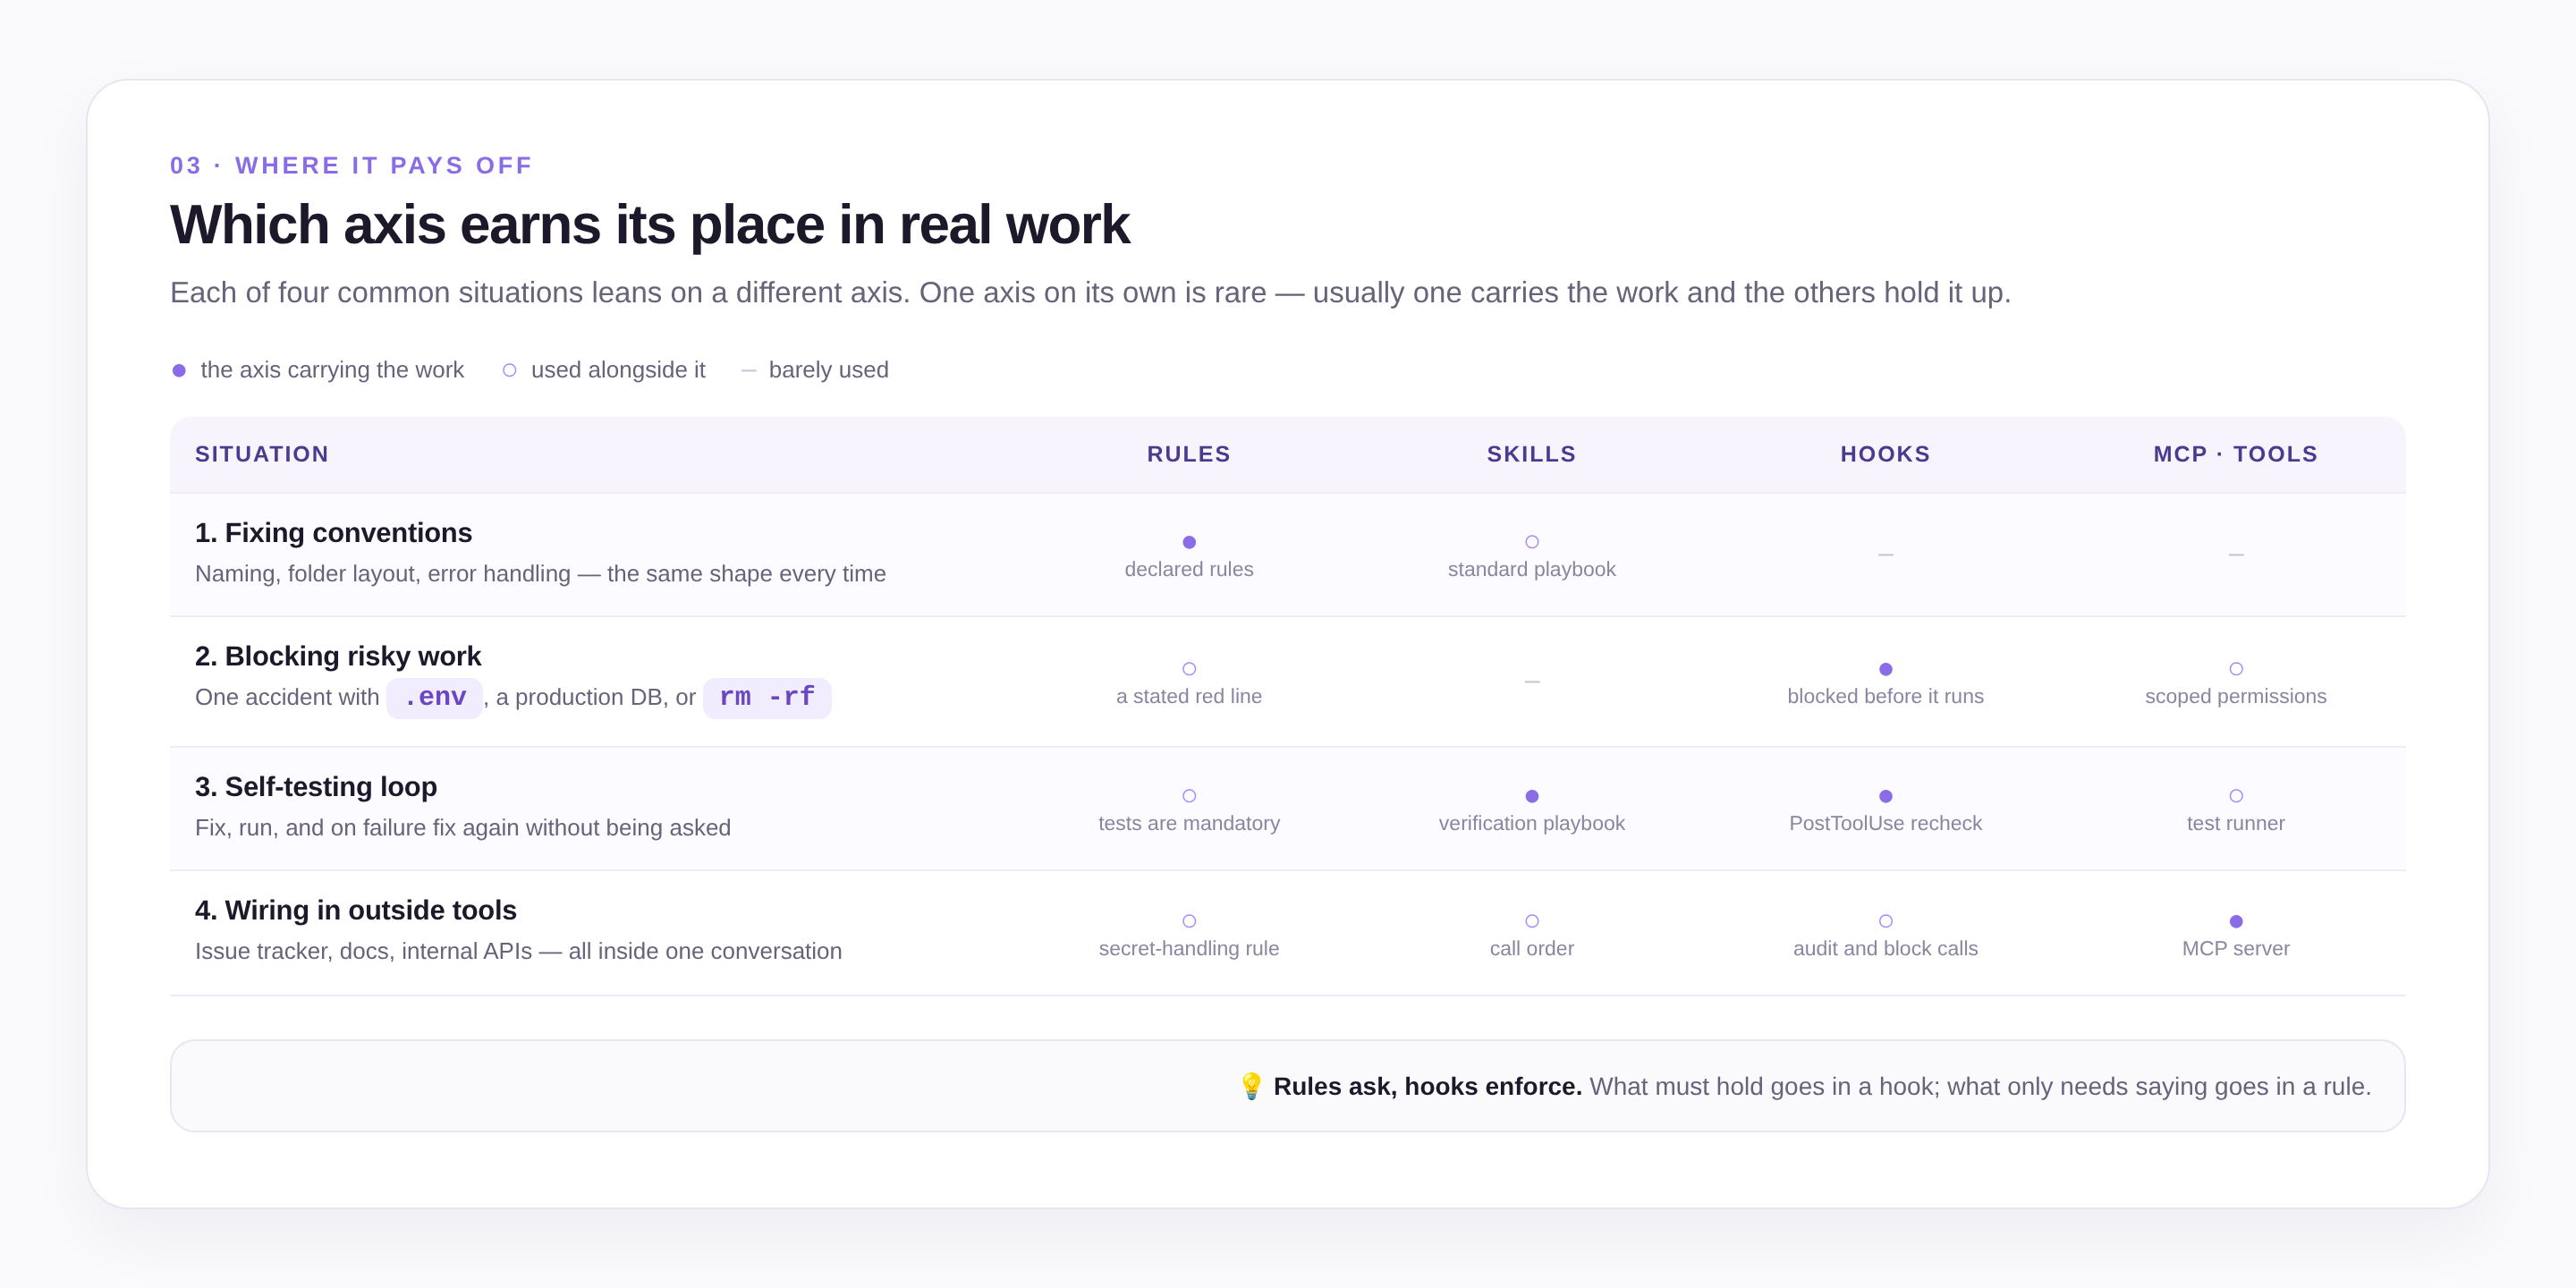 03 · WHERE IT PAYS OFF
Which axis earns its place in real work
Each of four common situations leans on a different axis. One axis on its own is rare — usually one carries the work and the others hold it up.
● the axis carrying the work ○ used alongside it – barely used
SITUATION RULES SKILLS HOOKS MCP · TOOLS
1. Fixing conventions
Naming, folder layout, error handling — the same shape every time
● ○ – –
declared rules standard playbook
2. Blocking risky work
One accident with .env, a production DB, or rm -rf
○ – ● ○
a stated red line blocked before it runs scoped permissions
3. Self-testing loop
Fix, run, and on failure fix again without being asked
○ ● ● ○
tests are mandatory verification playbook PostToolUse recheck test runner
4. Wiring in outside tools
Issue tracker, docs, internal APIs — all inside one conversation
○ ○ ○ ●
secret-handling rule call order audit and block calls MCP server
💡 Rules ask, hooks enforce. What must hold goes in a hook; what only needs saying goes in a rule.